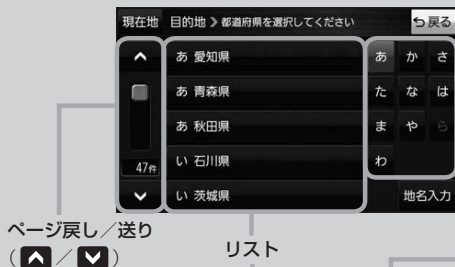 現在地 目的地 ❯ 都道府県を選択してください 戻る
あ 愛知県 あ か さ
あ 青森県 た な は
あ 秋田県 ま や ら
47件 い 石川県 わ
い 茨城県 地名入力
ページ戻し／送り
（／）
リスト